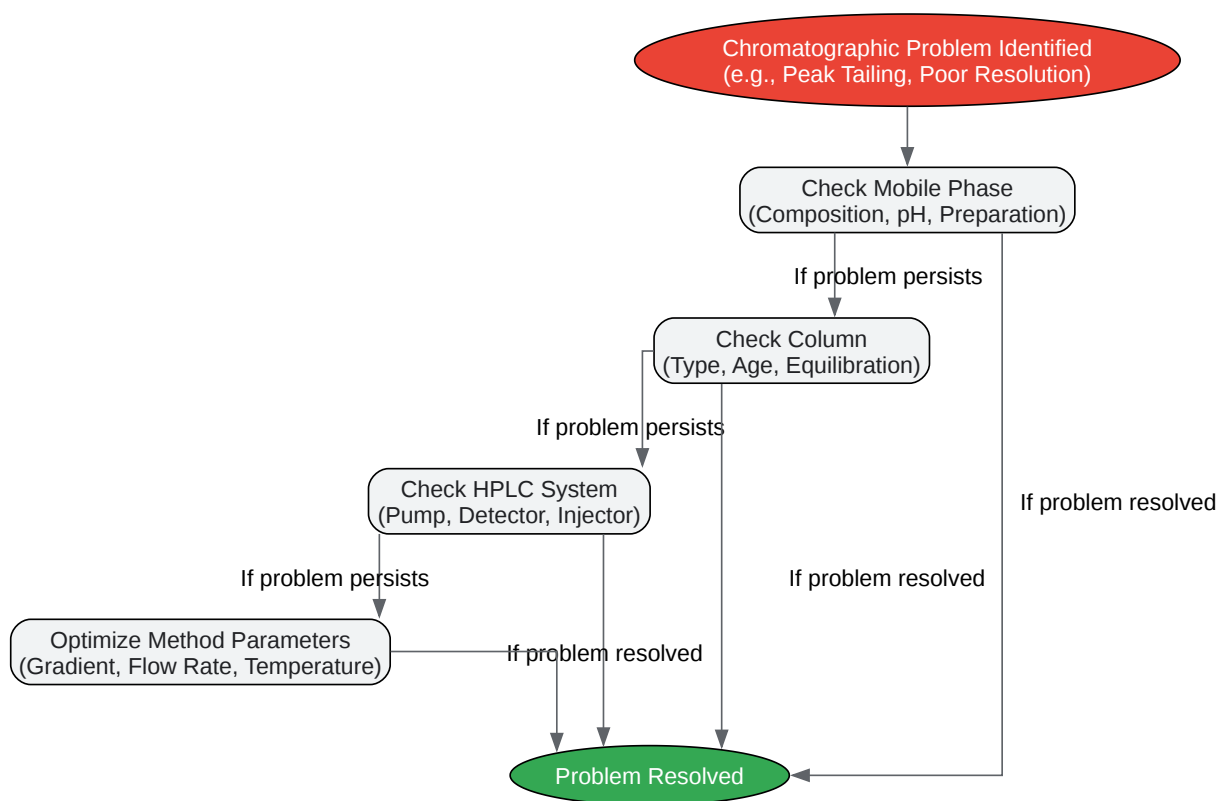 Chromatographic Problem Identified
(e.g., Peak Tailing, Poor Resolution)
Check Mobile Phase
(Composition, pH, Preparation)
If problem persists
Check Column
(Type, Age, Equilibration)
If problem persists
Check HPLC System
(Pump, Detector, Injector)
If problem resolved
If problem persists
If problem resolved
Optimize Method Parameters
(Gradient, Flow Rate, Temperature)
If problem resolved
Problem Resolved